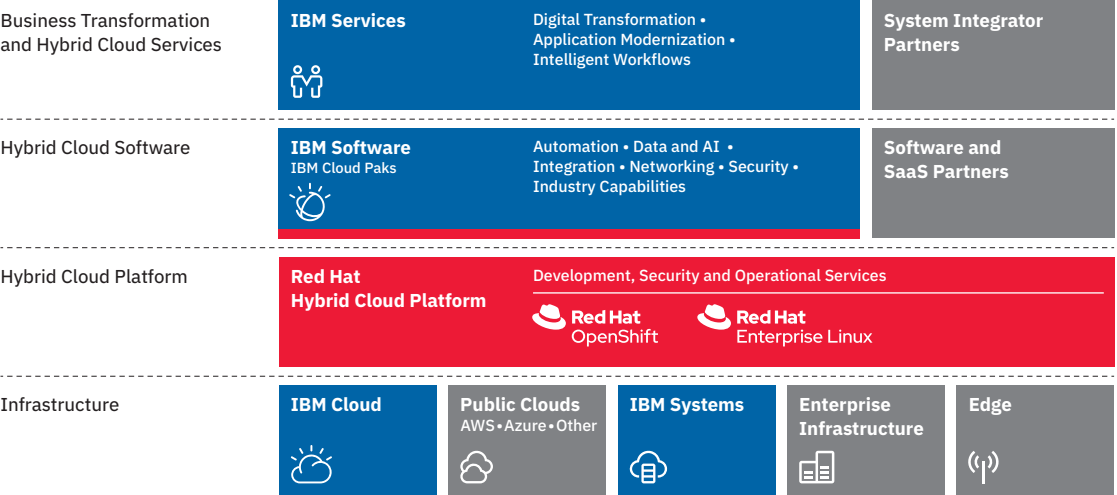 Business Transformation
and Hybrid Cloud Services
IBM Services
Digital Transformation •
Application Modernization •
Intelligent Workflows
System Integrator
Partners
Hybrid Cloud Software
IBM Software
IBM Cloud Paks
Automation • Data and AI •
Integration • Networking • Security •
Industry Capabilities
Software and
SaaS Partners
Hybrid Cloud Platform
Red Hat
Hybrid Cloud Platform
Development, Security and Operational Services
Red Hat
OpenShift
Red Hat
Enterprise Linux
Infrastructure
IBM Cloud
Public Clouds
AWS • Azure • Other
IBM Systems
Enterprise
Infrastructure
Edge